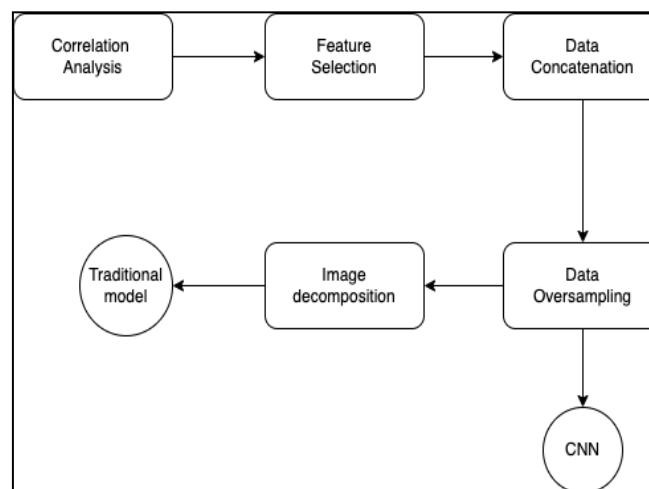 Correlation
Analysis
Feature
Selection
Data
Concatenation
Traditional
model
Image
decomposition
Data
Oversampling
CNN